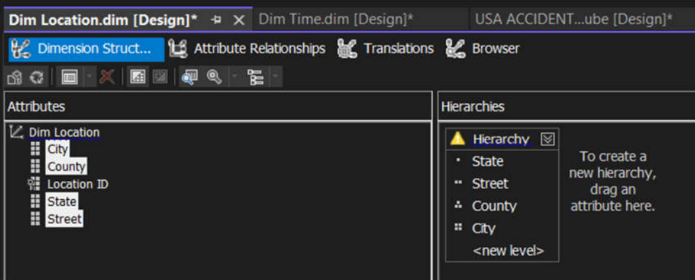 Dim Location.dim [Design]* Dim Time.dim [Design]* USA ACCIDENT...ube [Design]*
Dimension Struct... Attribute Relationships Translations Browser
Attributes Hierarchies
Dim Location
City
County
Location ID
State
Street
Hierarchy
State
Street
County
City
<new level>
To create a
new hierarchy,
drag an
attribute here.